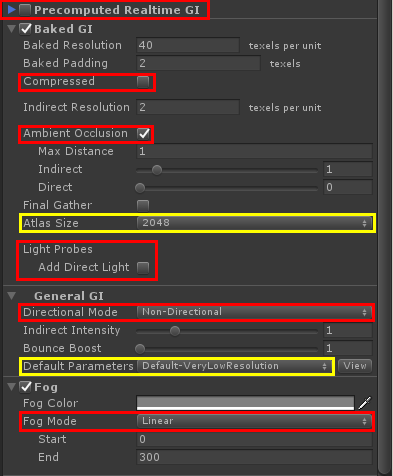 Precomputed Realtime GI
Baked GI
Baked Resolution 40 texels per unit
Baked Padding 2 texels
Compressed
Indirect Resolution 2 texels per unit
Ambient Occlusion
Max Distance 1
Indirect 1
Direct 0
Final Gather
Atlas Size 2048
Light Probes
Add Direct Light
General GI
Directional Mode Non-Directional
Indirect Intensity 1
Bounce Boost 1
Default Parameters Default-VeryLowResolution View
Fog
Fog Color
Fog Mode Linear
Start 0
End 300